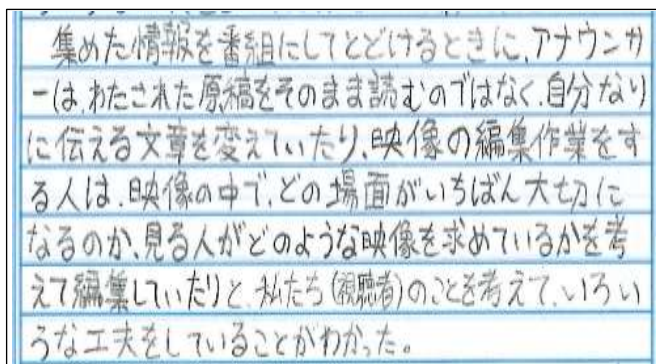 集めた情報を番組にしてとどけるときに、アナウンサ
ーは、わたされた原稿をそのまま読むのではなく、自分なり
に伝える文章を変えていたり、映像の編集作業をす
る人は、映像の中で、どの場面がいちばん大切に
なるのか、見る人がどのような映像を求めているかを考
えて編集していたりと、私たち(視聴者)のことを考えて、いろい
ろな工夫をしていることがわかった。